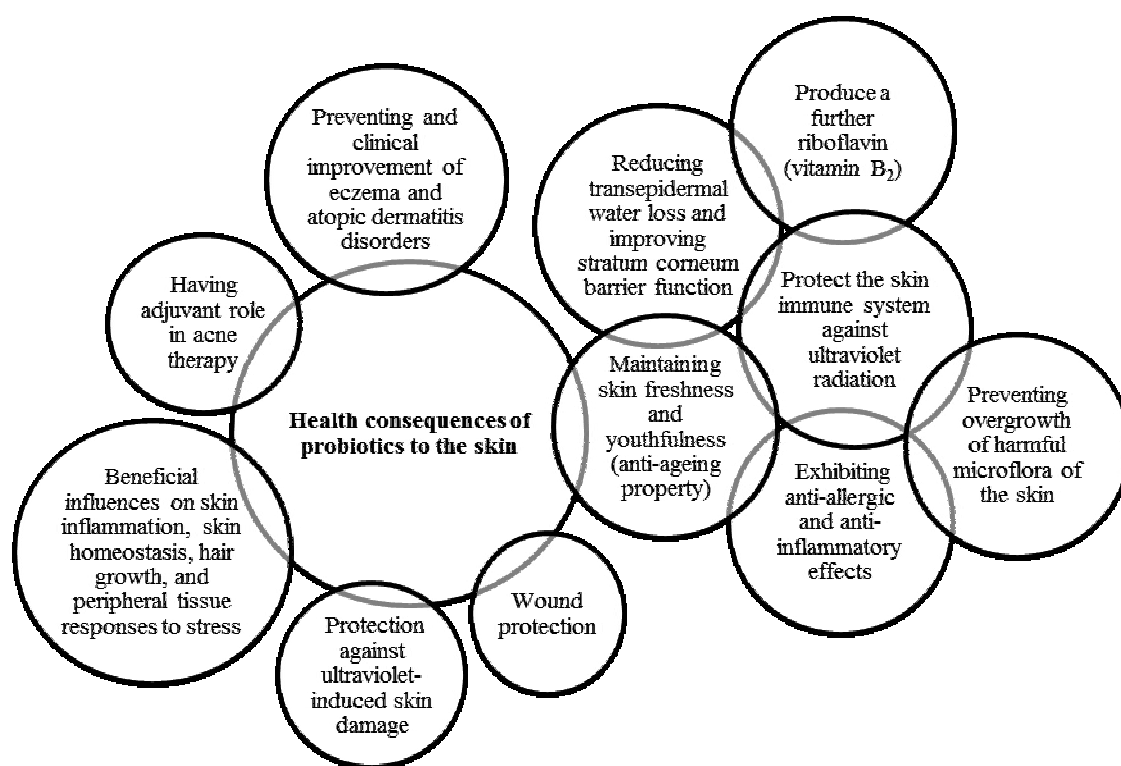 Produce a
further
riboflavin
(vitamin B₂)
Preventing and
clinical
improvement of
eczema and
atopic dermatitis
disorders
Reducing
transepidermal
water loss and
improving
stratum corneum
barrier function
Having
adjuvant role
in acne
therapy
Protect the skin
immune system
against
ultraviolet
radiation
Health consequences of
probiotics to the skin
Maintaining
skin freshness
and
youthfulness
(anti-ageing
property)
Preventing
overgrowth
of harmful
microflora of
the skin
Beneficial
influences on skin
inflammation, skin
homeostasis, hair
growth, and
peripheral tissue
responses to stress
Exhibiting
anti-allergic
and anti-
inflammatory
effects
Wound
protection
Protection
against
ultraviolet-
induced skin
damage